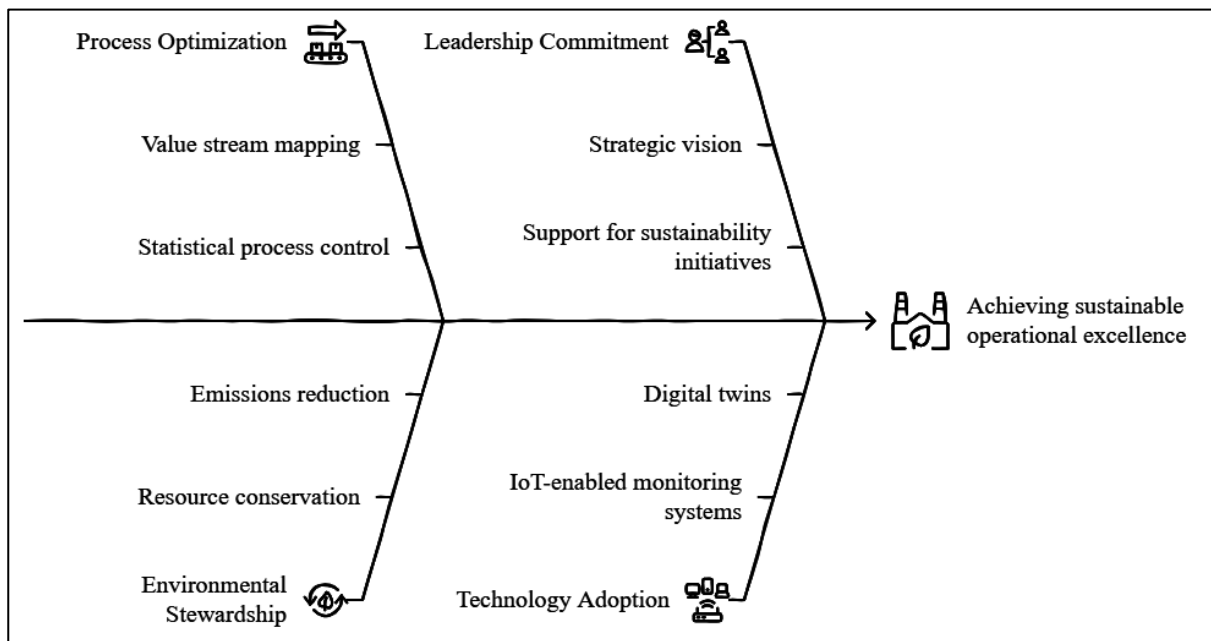 Process Optimization
Value stream mapping
Statistical process control
Leadership Commitment
Strategic vision
Support for sustainability
initiatives
Achieving sustainable
operational excellence
Emissions reduction
Resource conservation
Environmental
Stewardship
Digital twins
IoT-enabled monitoring
systems
Technology Adoption